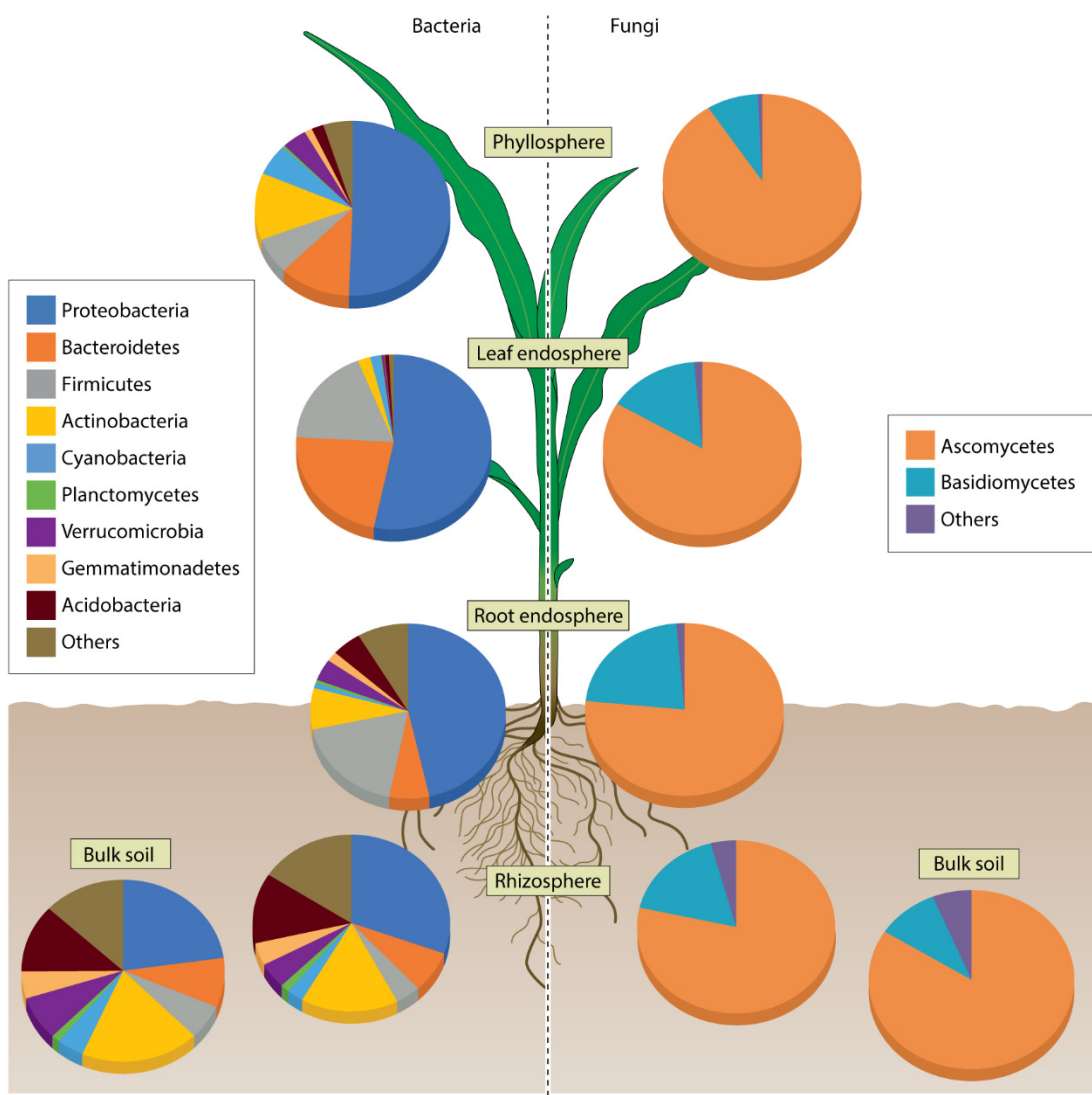 Bacteria
Fungi
Phyllosphere
Proteobacteria
Bacteroidetes
Firmicutes
Actinobacteria
Cyanobacteria
Planctomycetes
Verrucomicrobia
Gemmatimonadetes
Acidobacteria
Others
Leaf endosphere
Ascomycetes
Basidiomycetes
Others
Root endosphere
Bulk soil
Rhizosphere
Bulk soil